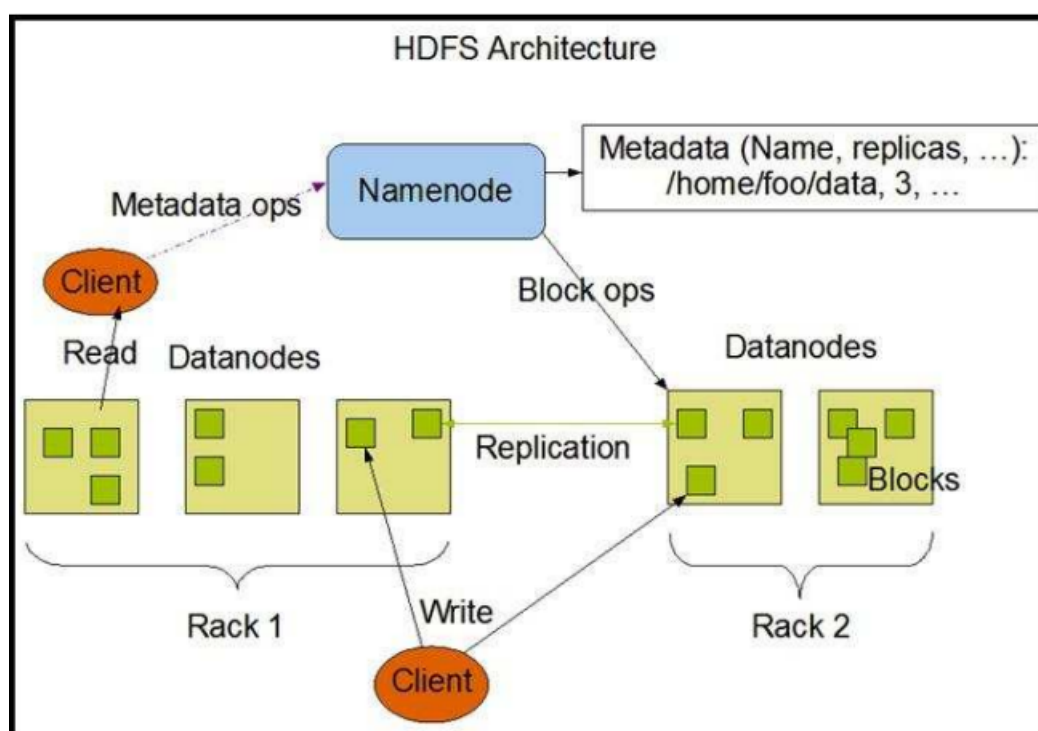 HDFS Architecture
Metadata (Name, replicas, …):
/home/foo/data, 3, …
Namenode
Metadata ops
Client
Block ops
Read
Datanodes
Datanodes
Replication
Blocks
Rack 1
Write
Rack 2
Client